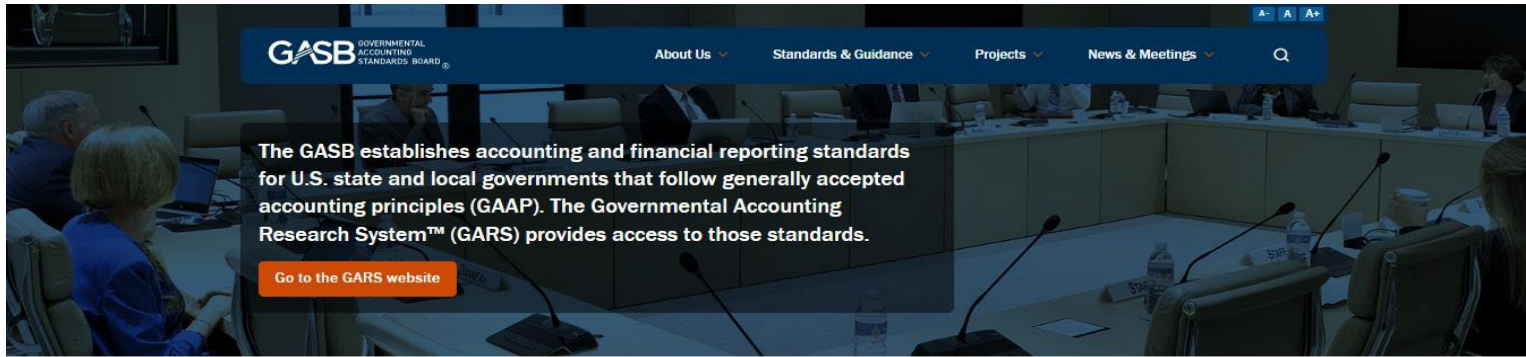 A- A A+
GASB GOVERNMENTAL
ACCOUNTING
STANDARDS BOARD ®
About Us Standards & Guidance Projects News & Meetings
The GASB establishes accounting and financial reporting standards
for U.S. state and local governments that follow generally accepted
accounting principles (GAAP). The Governmental Accounting
Research System™ (GARS) provides access to those standards.
Go to the GARS website
STAFF